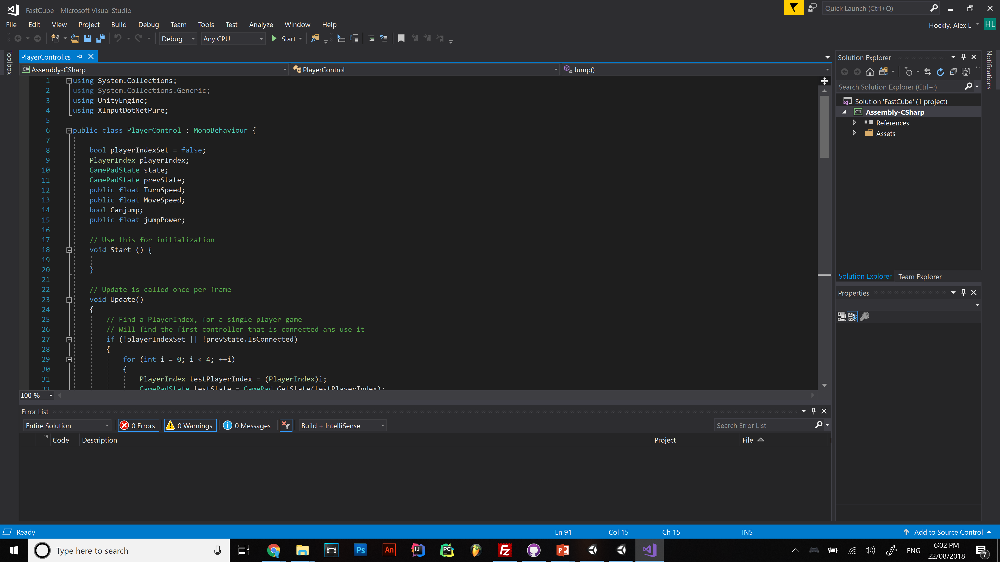 FastCube - Microsoft Visual Studio
Quick Launch (Ctrl+Q)
File Edit View Project Build Debug Team Tools Test Analyze Window Help
Hockly, Alex L
HL
Debug
Any CPU
Start
Toolbox
PlayerControl.cs
C# Assembly-CSharp
PlayerControl
Jump()
1 using System.Collections;
2 using System.Collections.Generic;
3 using UnityEngine;
4 using XInputDotNetPure;
5
6 public class PlayerControl : MonoBehaviour {
7
8 bool playerIndexSet = false;
9 PlayerIndex playerIndex;
10 GamePadState state;
11 GamePadState prevState;
12 public float TurnSpeed;
13 public float MoveSpeed;
14 bool Canjump;
15 public float jumpPower;
16
17 // Use this for initialization
18 void Start () {
19
20 }
21
22 // Update is called once per frame
23 void Update()
24 {
25 // Find a PlayerIndex, for a single player game
26 // Will find the first controller that is connected ans use it
27 if (!playerIndexSet || !prevState.IsConnected)
28 {
29 for (int i = 0; i < 4; ++i)
30 {
31 PlayerIndex testPlayerIndex = (PlayerIndex)i;
32 GamePadState testState = GamePad.GetState(testPlayerIndex);
100 %
Solution Explorer
Search Solution Explorer (Ctrl+;)
Solution 'FastCube' (1 project)
C# Assembly-CSharp
References
Assets
Solution Explorer
Team Explorer
Properties
Notifications
Error List
Entire Solution
0 Errors
0 Warnings
0 Messages
Build + IntelliSense
Search Error List
Code
Description
Project
File
Ready
Ln 91
Col 15
Ch 15
INS
Add to Source Control
Type here to search
Ps
An
IJ
PC
Fz
P
ENG
6:02 PM
22/08/2018
7